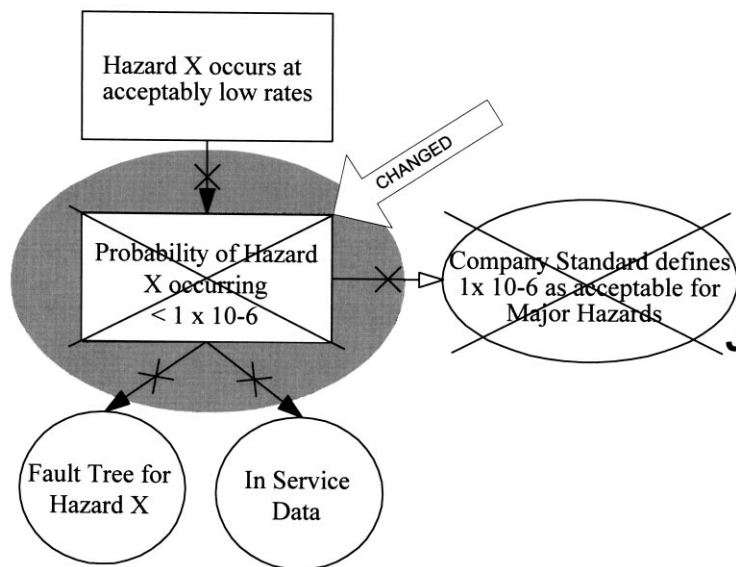 Hazard X occurs at
acceptably low rates
CHANGED
Probability of Hazard
X occurring
< 1 x 10-6
Company Standard defines
1x 10-6 as acceptable for
Major Hazards
J
Fault Tree for
Hazard X
In Service
Data